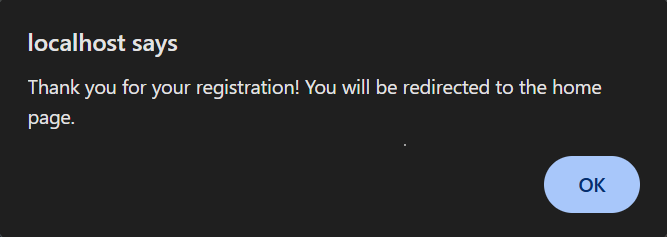 localhost says
Thank you for your registration! You will be redirected to the home
page.
OK